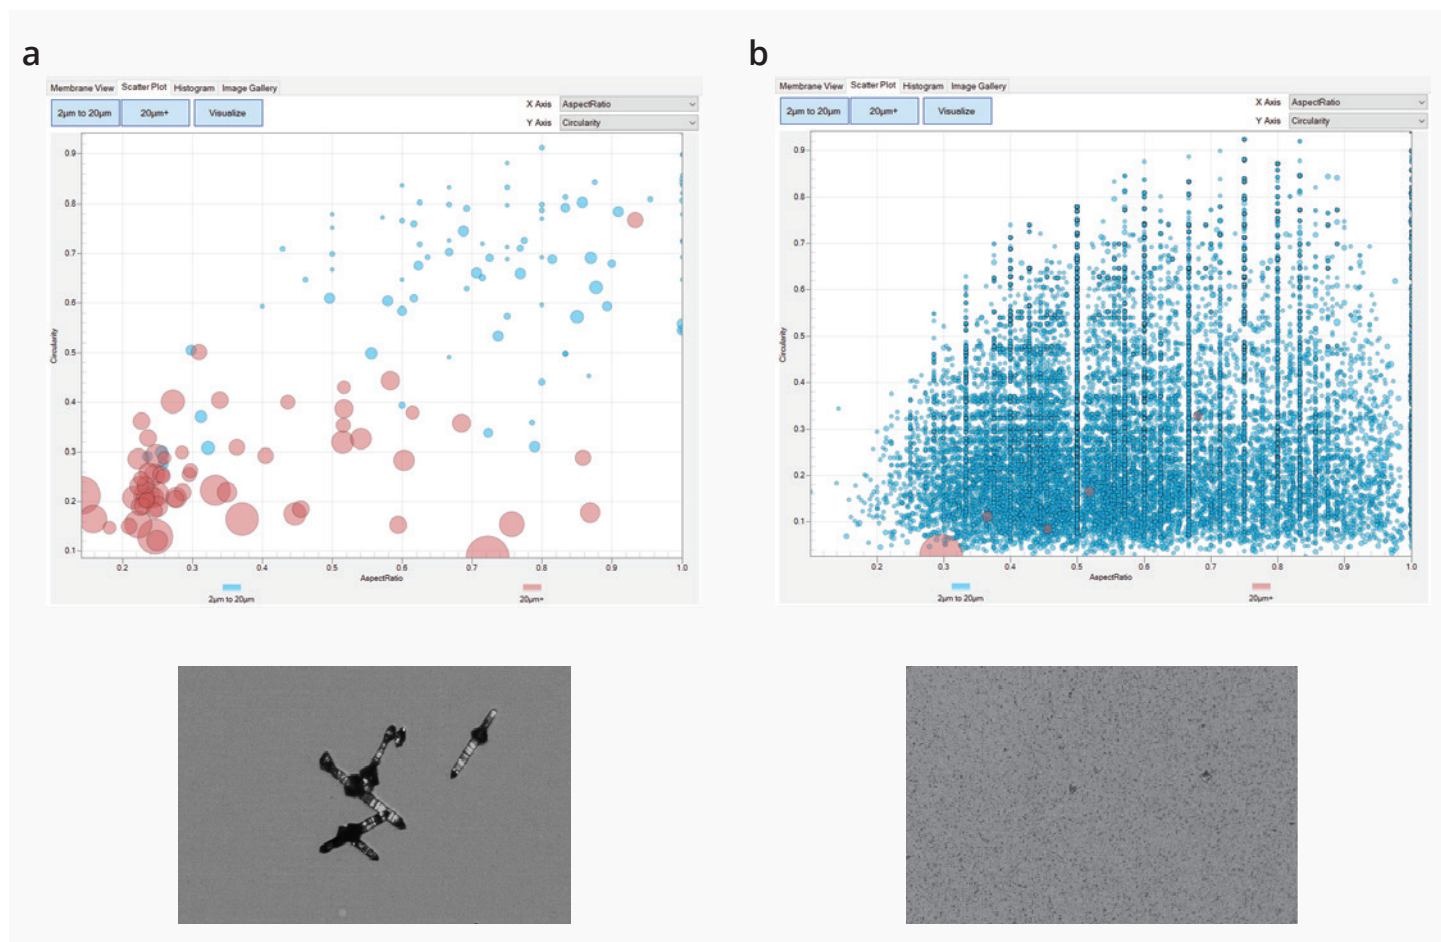 a
Membrane View Scatter Plot Histogram Image Gallery
2μm to 20μm 20μm+ Visualize
X Axis AspectRatio
Y Axis Circularity
0.9
0.8
0.7
0.6
0.5
0.4
0.3
0.2
0.1
Circularity
0.2 0.3 0.4 0.5 0.6 0.7 0.8 0.9 1.0
AspectRatio
2μm to 20μm 20μm+
b
Membrane View Scatter Plot Histogram Image Gallery
2μm to 20μm 20μm+ Visualize
X Axis AspectRatio
Y Axis Circularity
0.9
0.8
0.7
0.6
0.5
0.4
0.3
0.2
0.1
Circularity
0.2 0.3 0.4 0.5 0.6 0.7 0.8 0.9 1.0
AspectRatio
2μm to 20μm 20μm+